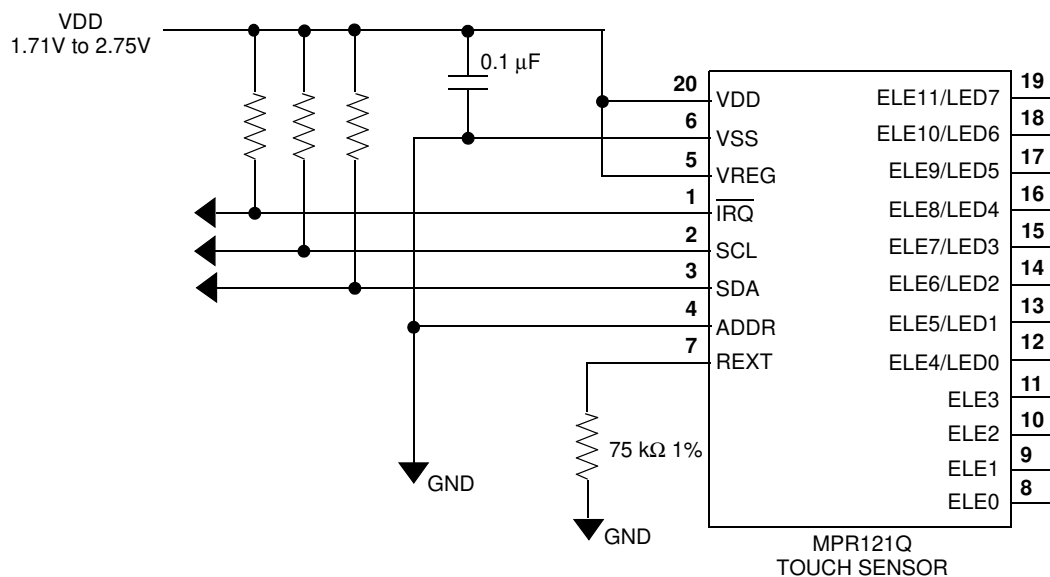 VDD
1.71V to 2.75V
0.1 μF
20
VDD
6
VSS
5
VREG
1
IRQ
2
SCL
3
SDA
4
ADDR
7
REXT
75 kΩ 1%
GND
GND
ELE11/LED7
19
ELE10/LED6
18
ELE9/LED5
17
ELE8/LED4
16
ELE7/LED3
15
ELE6/LED2
14
ELE5/LED1
13
ELE4/LED0
12
ELE3
11
ELE2
10
ELE1
9
ELE0
8
MPR121Q
TOUCH SENSOR